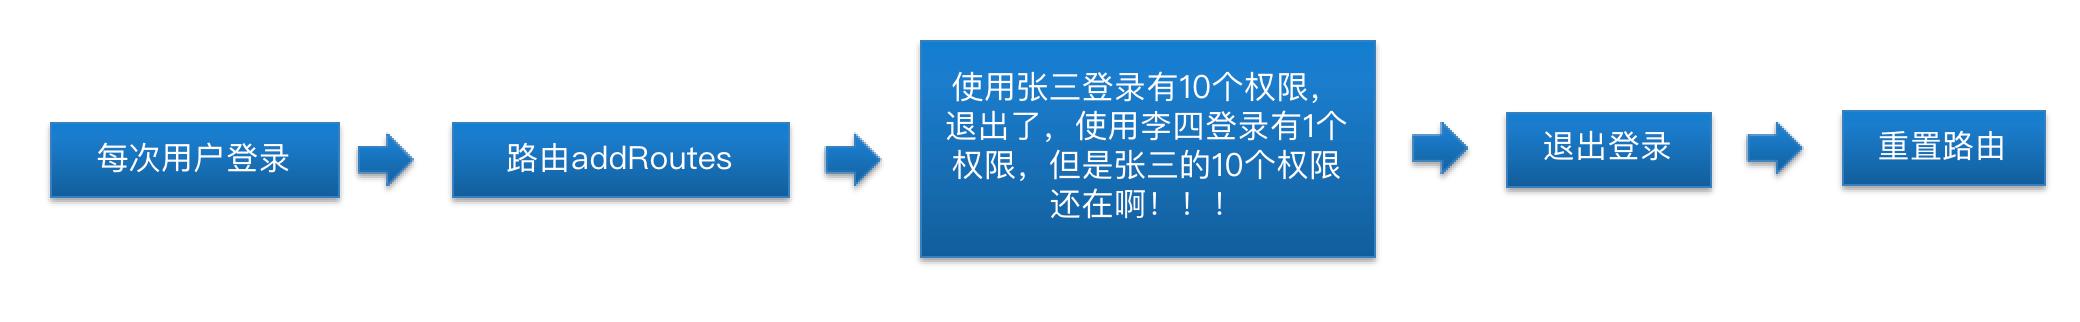 每次用户登录
路由addRoutes
使用张三登录有10个权限，
退出了，使用李四登录有1个
权限，但是张三的10个权限
还在啊！！！
退出登录
重置路由